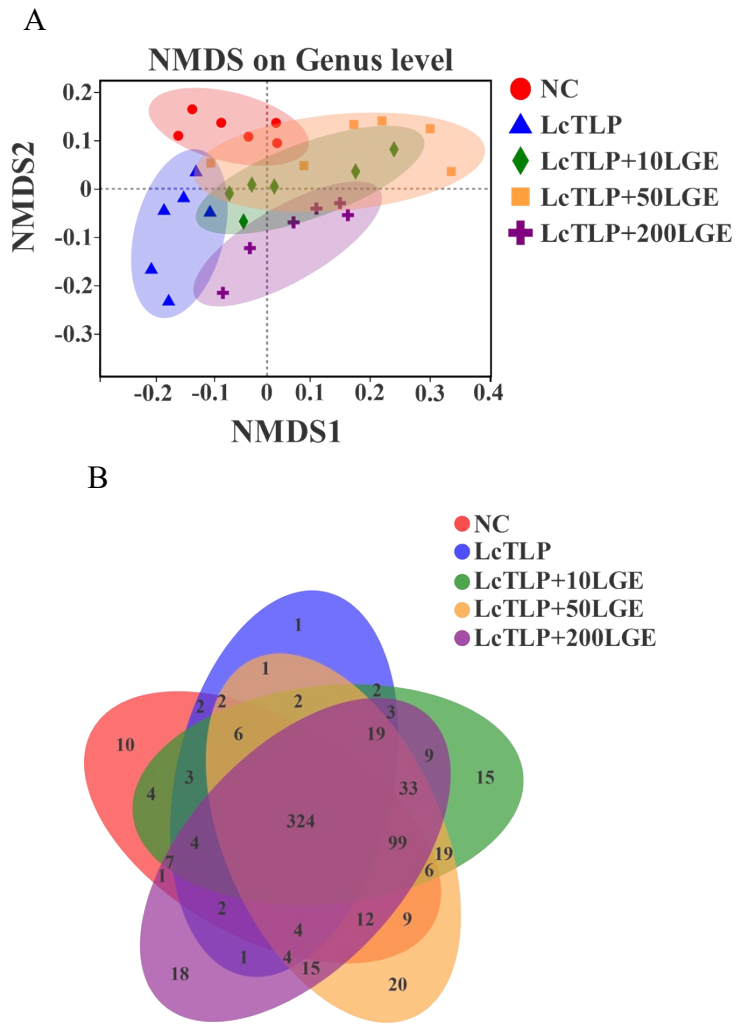 A
NMDS on Genus level
0.2
0.1
0
-0.1
-0.2
-0.3
NMDS2
-0.2 -0.1 0 0.1 0.2 0.3 0.4
NMDS1
NC
LcTLP
LcTLP+10LGE
LcTLP+50LGE
LcTLP+200LGE
B
NC
LcTLP
LcTLP+10LGE
LcTLP+50LGE
LcTLP+200LGE
1
1
2
2 2 2 3
6 19
10 9
3 15
4 33
324
4 99 19
7 6
1
2 12 9
4
1 4 15
18 20